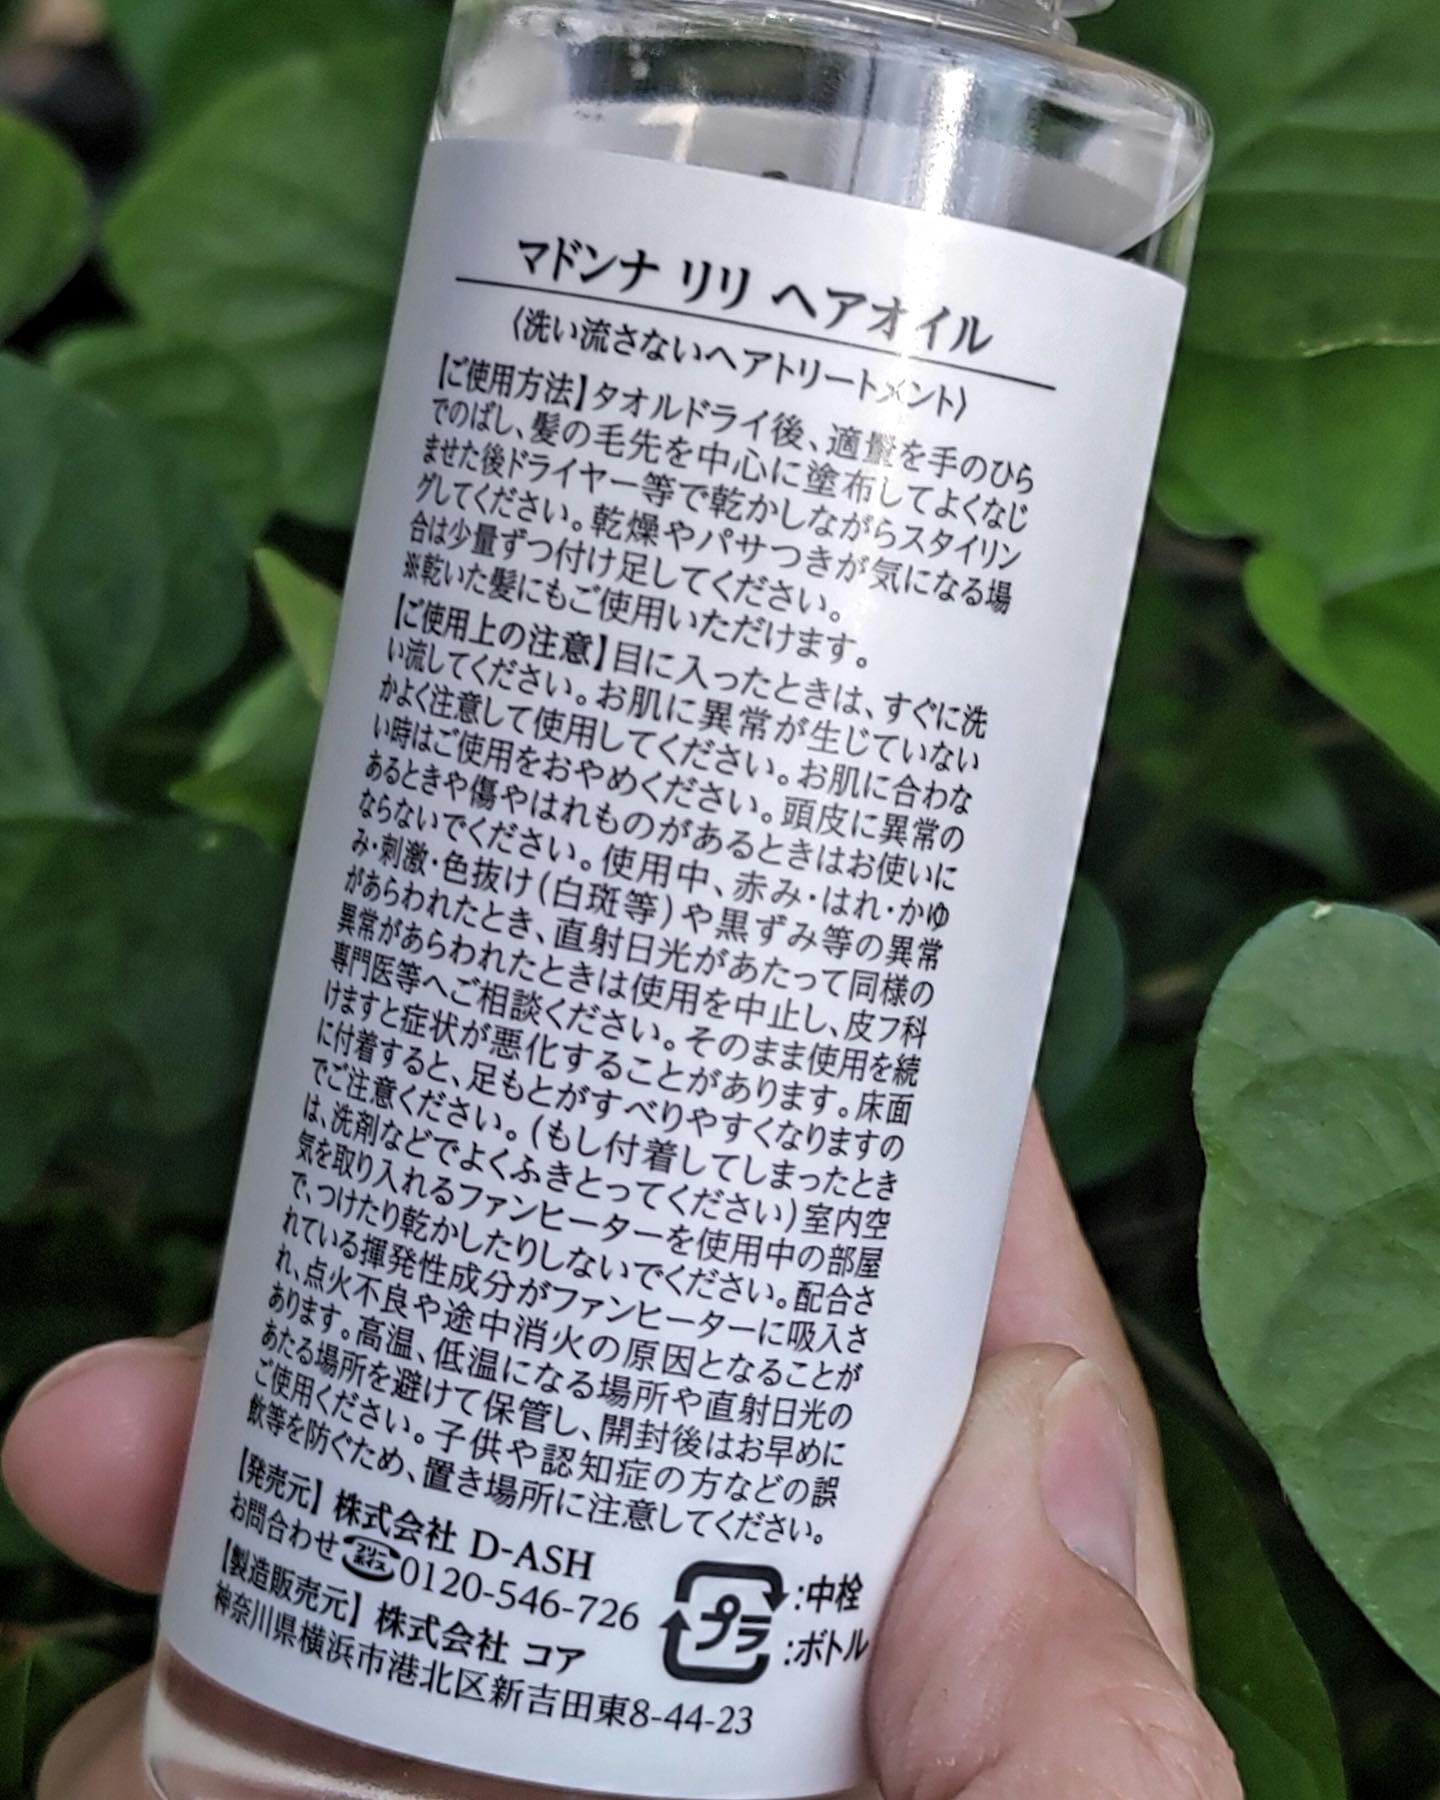 マドンナ リリ ヘアオイル
〈洗い流さないヘアトリートメント〉
【ご使用方法】タオルドライ後、適量を手のひら
でのばし、髪の毛先を中心に塗布してよくなじ
ませた後ドライヤー等で乾かしながらスタイリン
グしてください。乾燥やパサつきが気になる場
合は少量ずつ付け足してください。
※乾いた髪にもご使用いただけます。
【ご使用上の注意】目に入ったときは、すぐに洗
い流してください。お肌に異常が生じていない
かよく注意して使用してください。お肌に合わな
い時はご使用をおやめください。頭皮に異常の
あるときや傷やはれものがあるときはお使いに
ならないでください。使用中、赤み・はれ・かゆ
み・刺激・色抜け(白斑等)や黒ずみ等の異常
があらわれたとき、直射日光があたって同様の
異常があらわれたときは使用を中止し、皮フ科
専門医等へご相談ください。そのまま使用を続
けますと症状が悪化することがあります。床面
に付着すると、足もとがすべりやすくなりますの
でご注意ください。(もし付着してしまったとき
は、洗剤などでよくふきとってください)室内空
気を取り入れるファンヒーターを使用中の部屋
で、つけたり乾かしたりしないでください。配合さ
れている揮発性成分がファンヒーターに吸入さ
れ、点火不良や途中消火の原因となることが
あります。高温、低温になる場所や直射日光の
あたる場所を避けて保管し、開封後はお早めに
ご使用ください。子供や認知症の方などの誤
飲等を防ぐため、置き場所に注意してください。
【発売元】株式会社 D-ASH
お問合わせ フリーボイス 0120-546-726
【製造販売元】株式会社 コア
神奈川県横浜市港北区新吉田東8-44-23
プラ
:中栓
:ボトル